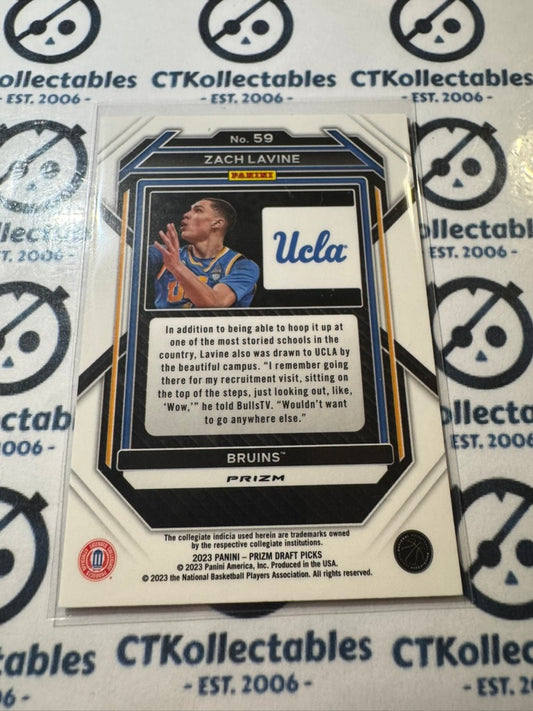 CTKollectables CTKollectables
- EST. 2006 - - EST. 2006 -
No. 59
ZACH LAVINE
PANINI
Ucla
In addition to being able to hoop it up at
one of the most storied schools in the
country, Lavine also was drawn to UCLA by
the beautiful campus. “I remember going
there for my recruitment visit, sitting on
the top of the steps, just looking out, like,
‘Wow,’” he told BullsTV. “Wouldn’t want
to go anywhere else.”
BRUINS™
PRIZM
The collegiate indicia used herein are trademarks owned
by the respective collegiate institutions.
2023 PANINI – PRIZM DRAFT PICKS
© 2023 Panini America, Inc. Produced in the USA.
© 2023 the National Basketball Players Association. All rights reserved.
ctables CTKollectables CTKollec
2006 - - EST. 2006 - - EST. 20